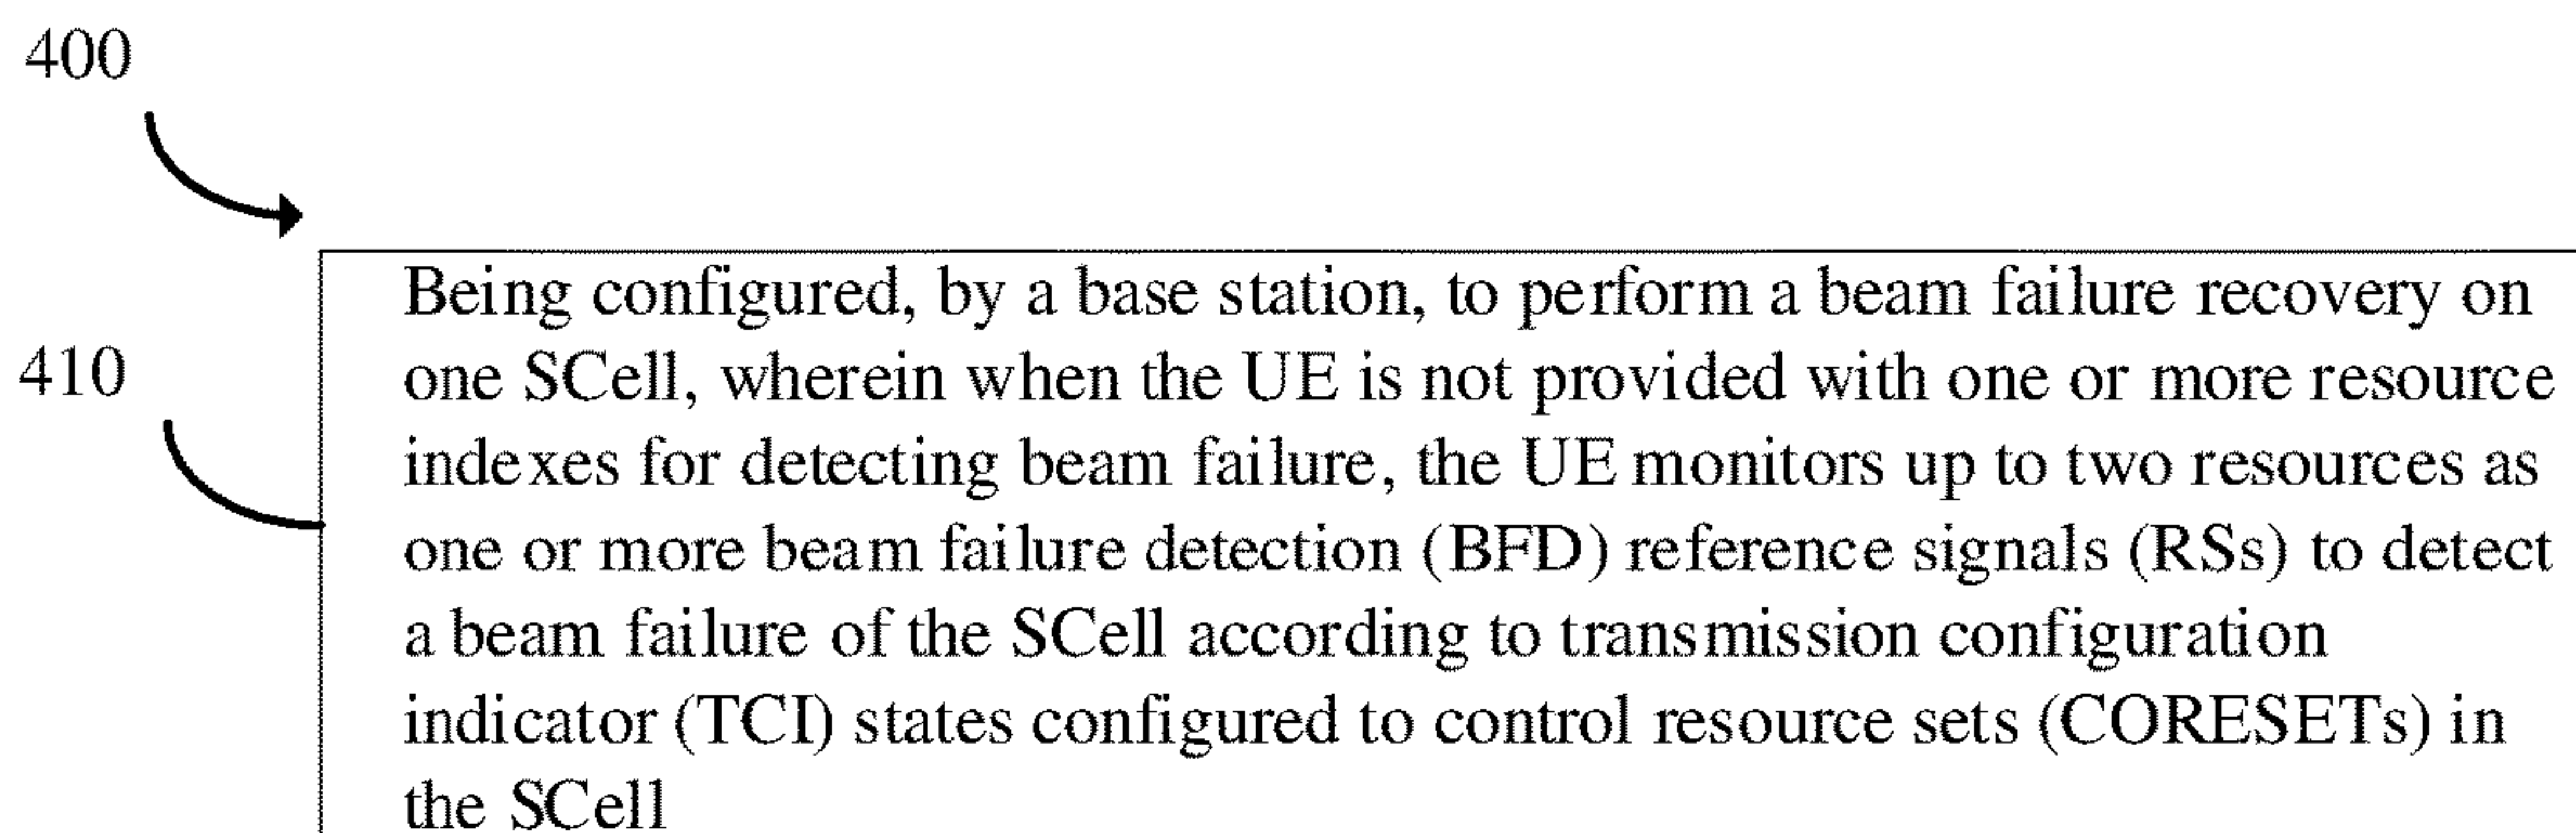 400
410
Being configured, by a base station, to perform a beam failure recovery on
one SCell, wherein when the UE is not provided with one or more resource
indexes for detecting beam failure, the UE monitors up to two resources as
one or more beam failure detection (BFD) reference signals (RSs) to detect
a beam failure of the SCell according to transmission configuration
indicator (TCI) states configured to control resource sets (CORESETs) in
the SCell